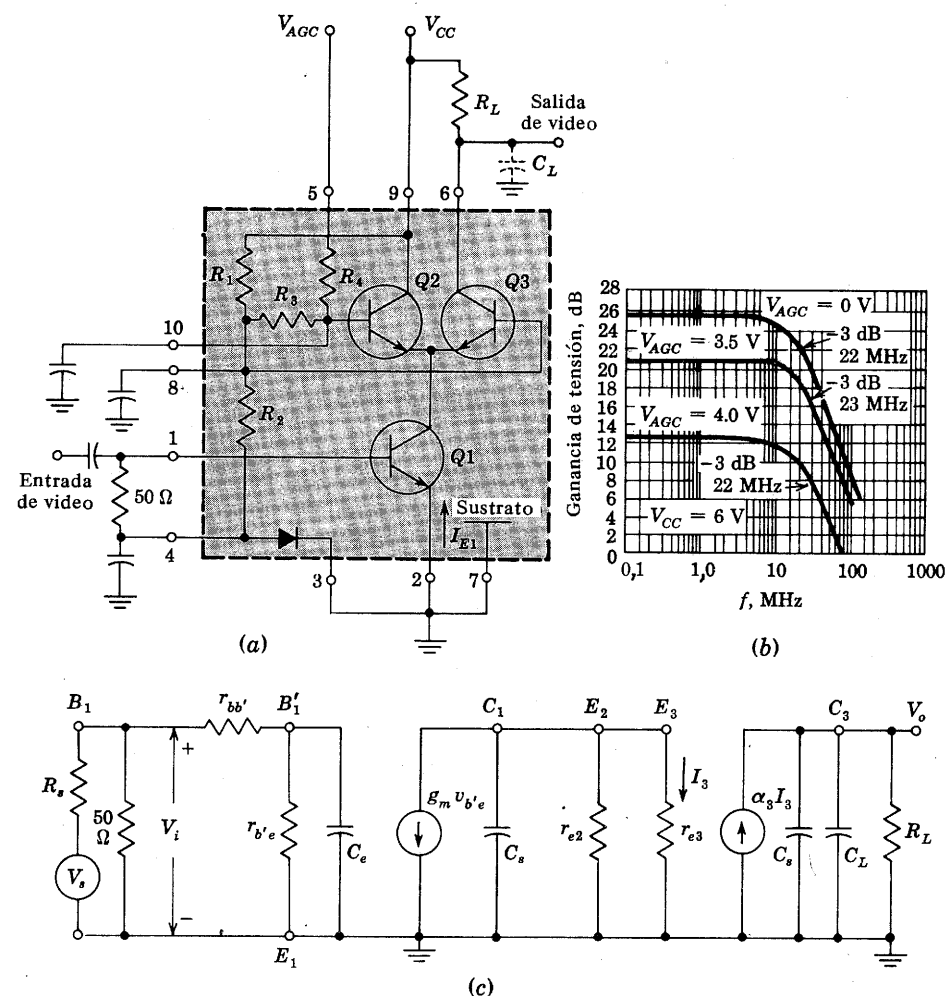 V_AGC
V_CC
R_L
Salida
de video
C_L
5
9
6
R_1
R_4
Q2
Q3
R_3
10
8
R_2
1
Q1
Entrada
de video
50 Ω
Sustrato
I_E1
4
3
2
7
(a)
Ganancia de tensión, dB
28
26
24
22
20
18
16
14
12
10
8
6
4
2
0
V_AGC = 0 V
-3 dB
22 MHz
V_AGC = 3.5 V
-3 dB
23 MHz
V_AGC = 4.0 V
-3 dB
22 MHz
V_CC = 6 V
0,1
1,0
10
100
1000
f, MHz
(b)
B_1
r_bb'
B'_1
C_1
E_2
E_3
C_3
V_o
R_s
50
Ω
+
V_i
−
r_b'e
C_e
g_m v_b'e
C_s
r_e2
I_3
r_e3
α_3 I_3
C_s
C_L
R_L
V_s
E_1
(c)